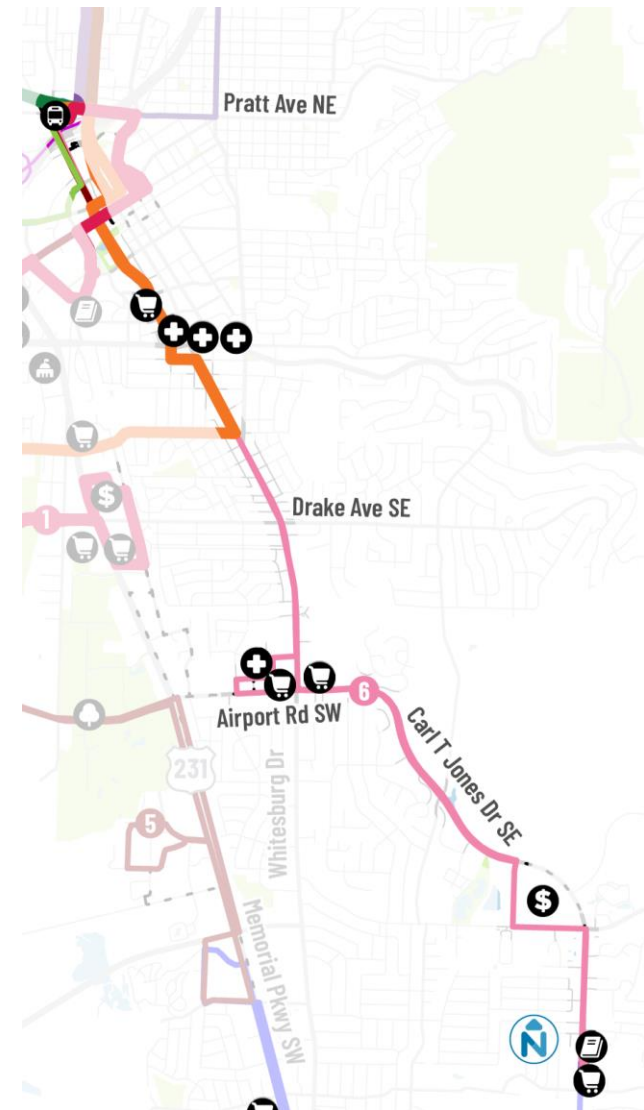 Pratt Ave NE
$
1
Drake Ave SE
6
Airport Rd SW
Carl T Jones Dr SE
231
Whitesburg Dr
5
Memorial Pkwy SW
$
N